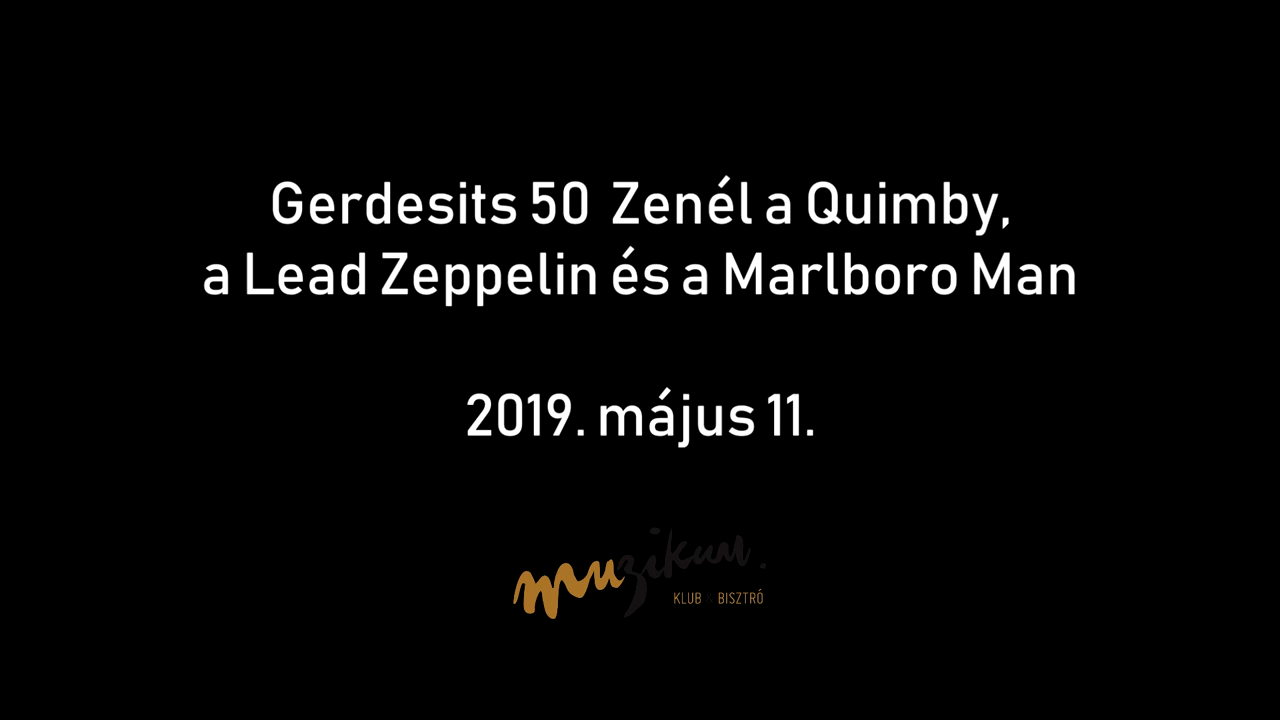 Gerdesits 50 Zenél a Quimby,
a Lead Zeppelin és a Marlboro Man
2019. május 11.
muzikum.
KLUB & BISZTRÓ